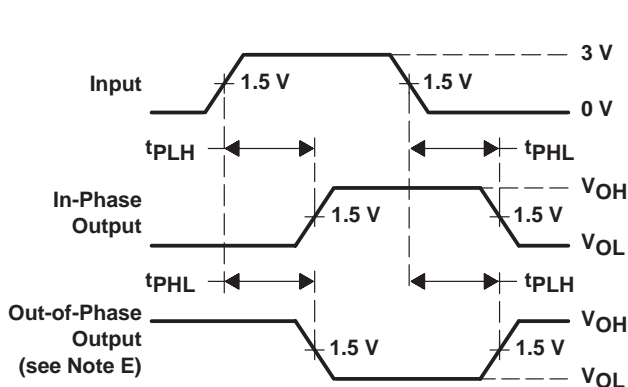 3 V
Input
1.5 V
1.5 V
0 V
tPLH
tPHL
VOH
In-Phase
Output
1.5 V
1.5 V
VOL
tPHL
tPLH
Out-of-Phase
Output
(see Note E)
VOH
1.5 V
1.5 V
VOL